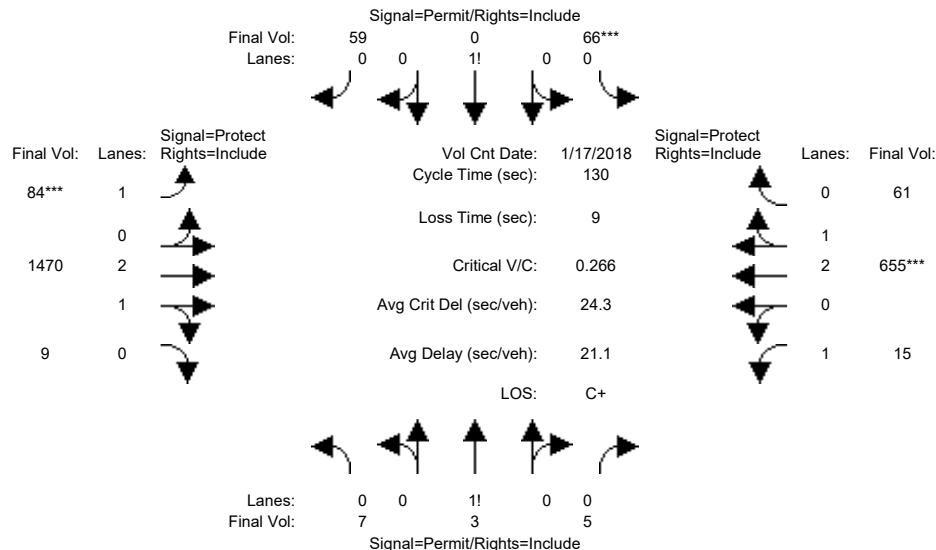 Signal=Permit/Rights=Include
Final Vol: 59 0 66***
Lanes: 0 0 1! 0 0
Signal=Protect Signal=Protect
Final Vol: Lanes: Rights=Include Vol Cnt Date: 1/17/2018 Rights=Include Lanes: Final Vol:
Cycle Time (sec): 130
84*** 1 0 61
Loss Time (sec): 9
0 1
1470 2 Critical V/C: 0.266 2 655***
1 Avg Crit Del (sec/veh): 24.3 0
9 0 Avg Delay (sec/veh): 21.1 1 15
LOS: C+
Lanes: 0 0 1! 0 0
Final Vol: 7 3 5
Signal=Permit/Rights=Include